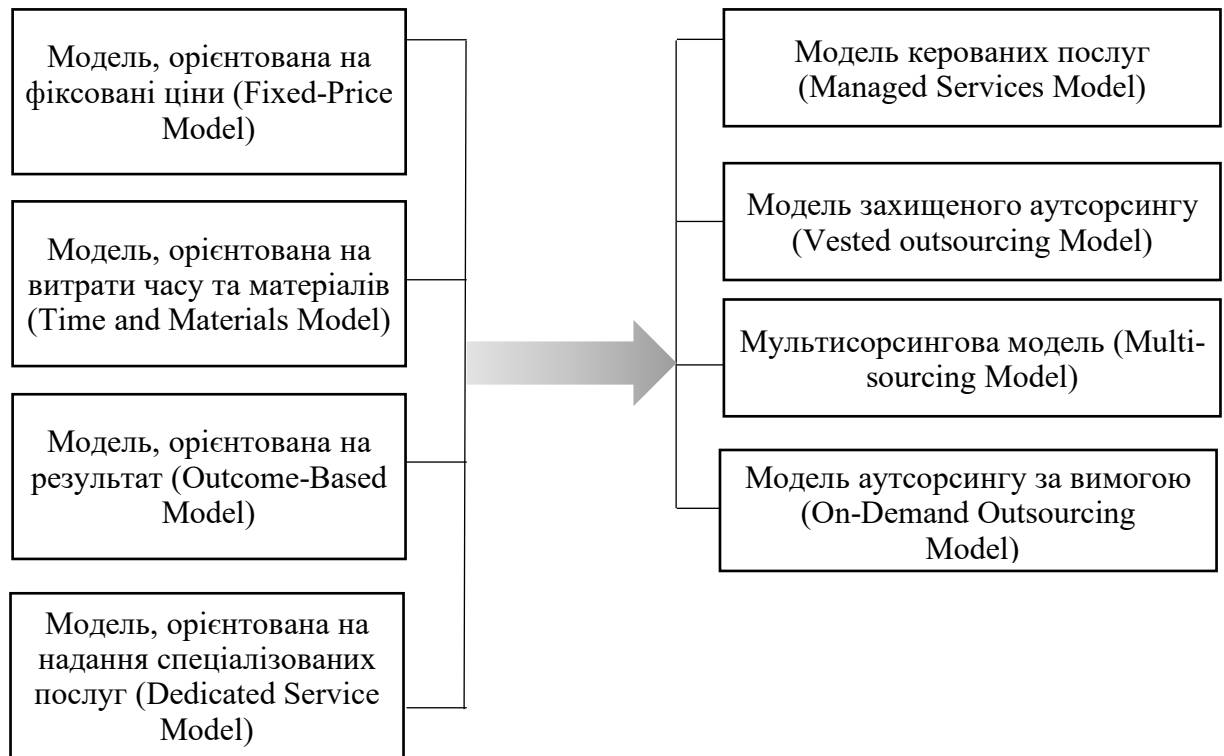 Модель, орієнтована на
фіксовані ціни (Fixed-Price
Model)
Модель, орієнтована на
витрати часу та матеріалів
(Time and Materials Model)
Модель, орієнтована на
результат (Outcome-Based
Model)
Модель, орієнтована на
надання спеціалізованих
послуг (Dedicated Service
Model)
Модель керованих послуг
(Managed Services Model)
Модель захищеного аутсорсингу
(Vested outsourcing Model)
Мультисорсингова модель (Multi-
sourcing Model)
Модель аутсорсингу за вимогою
(On-Demand Outsourcing
Model)